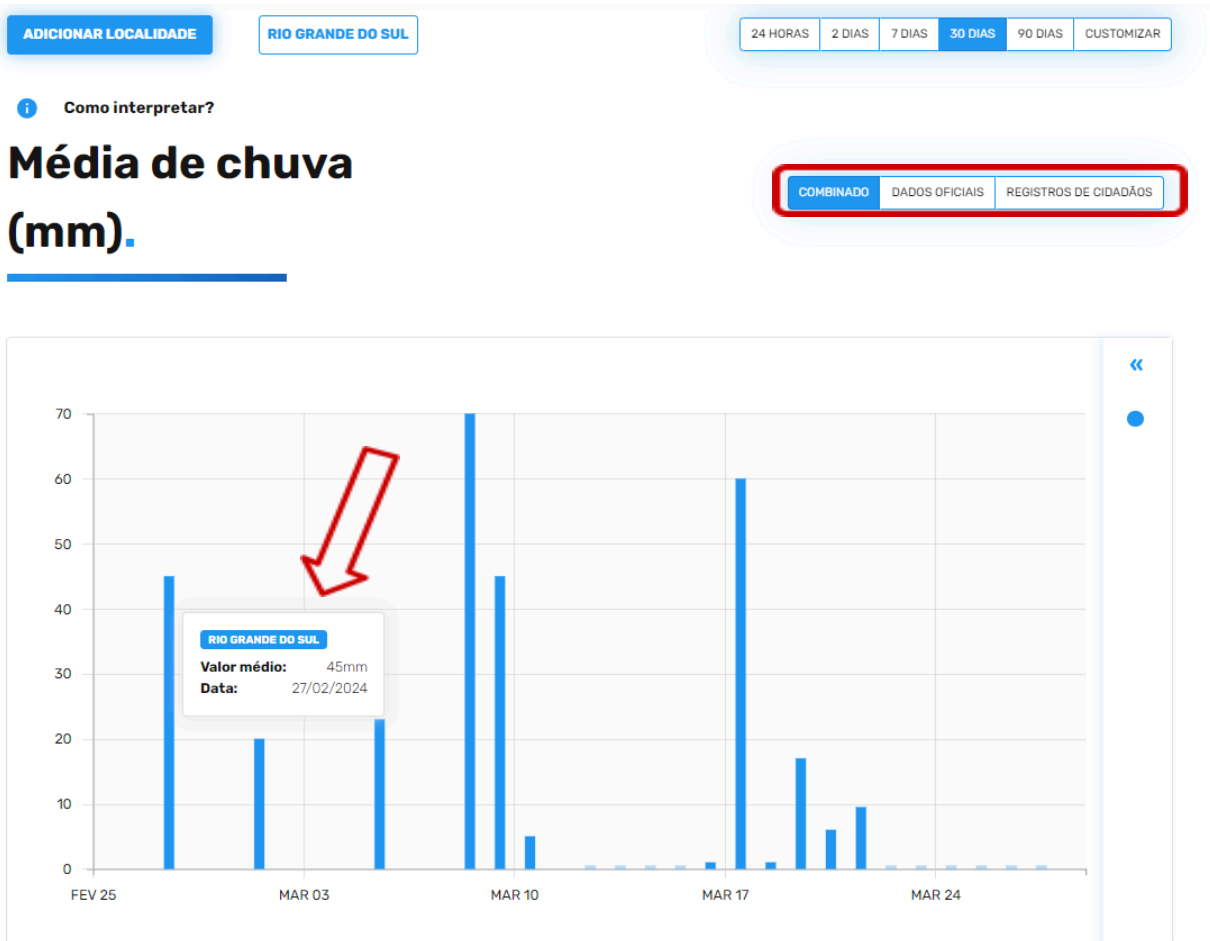 ADICIONAR LOCALIDADE
RIO GRANDE DO SUL
24 HORAS 2 DIAS 7 DIAS 30 DIAS 90 DIAS CUSTOMIZAR
Como interpretar?
Média de chuva
(mm).
COMBINADO DADOS OFICIAIS REGISTROS DE CIDADÃOS
70
60
50
40
30
20
10
0
RIO GRANDE DO SUL
Valor médio: 45mm
Data: 27/02/2024
FEV 25 MAR 03 MAR 10 MAR 17 MAR 24